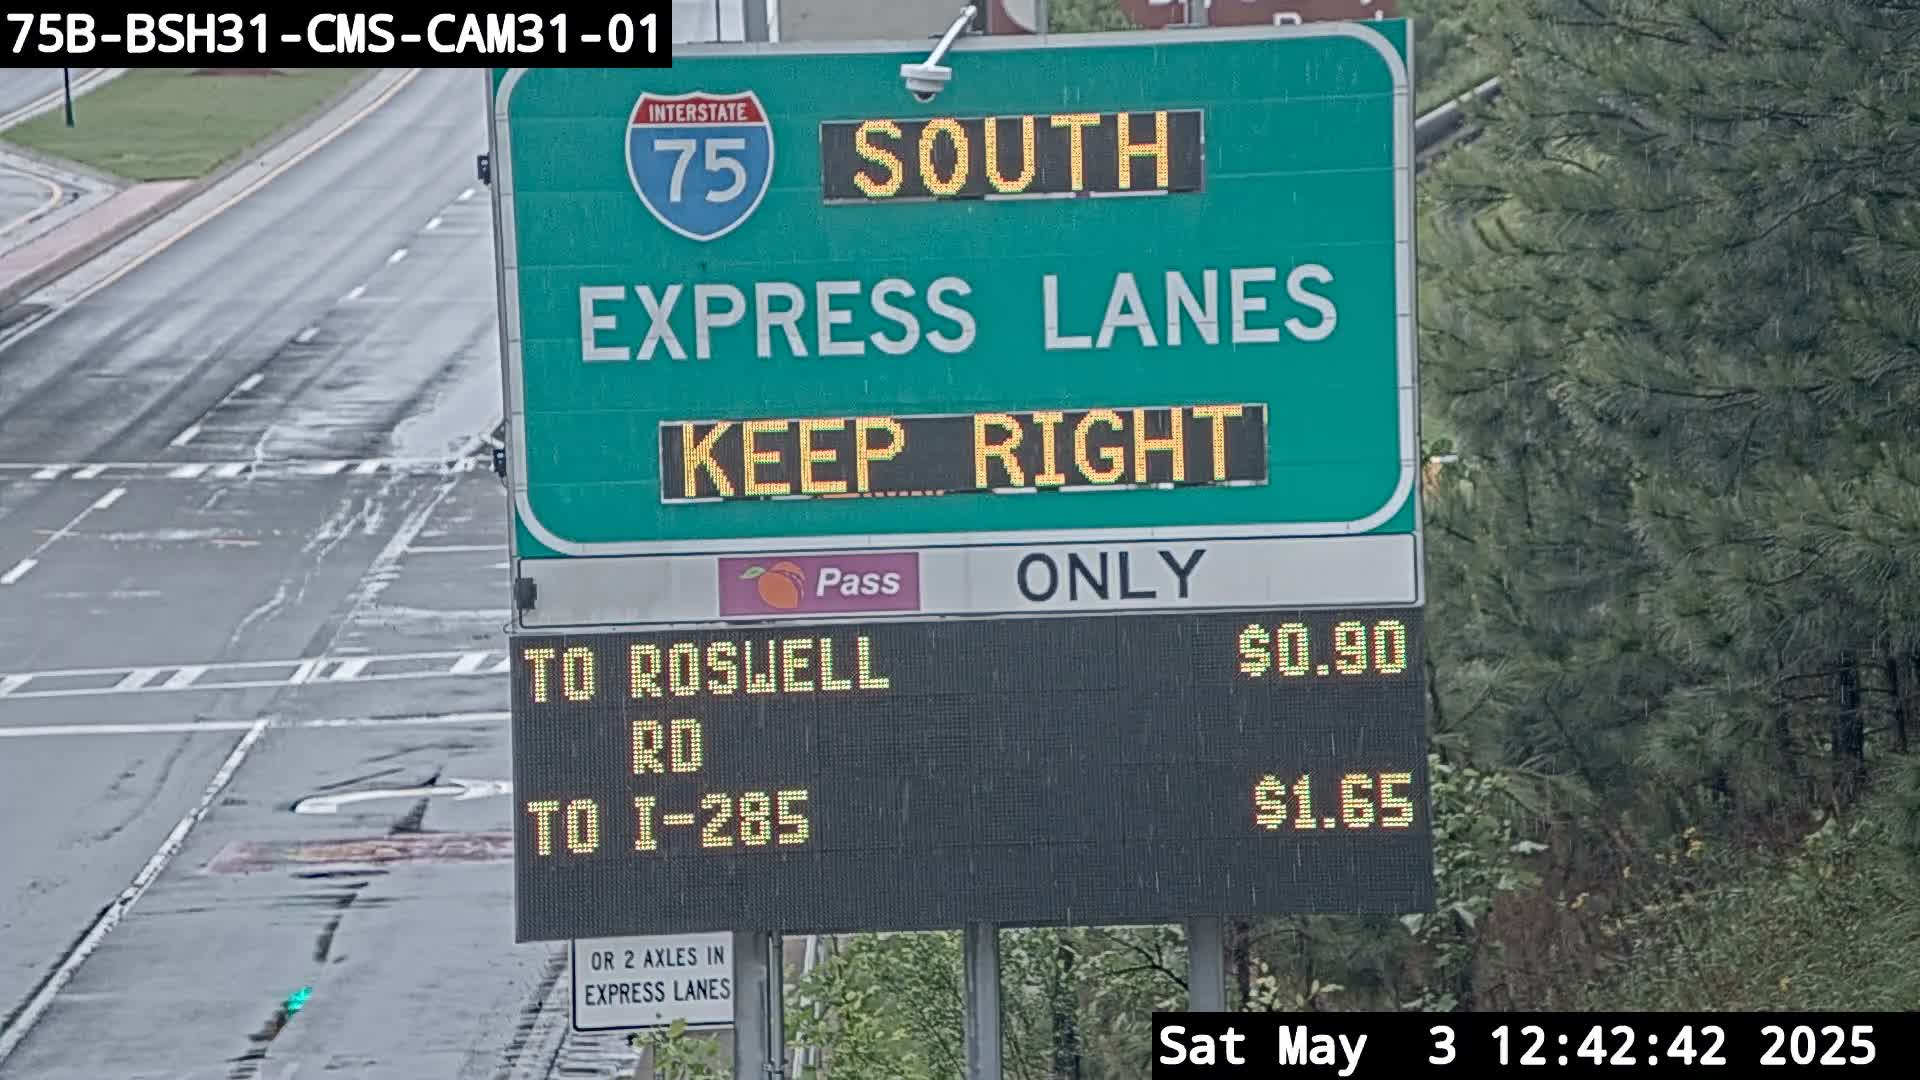 75B-BSH31-CMS-CAM31-01
INTERSTATE
75
SOUTH
EXPRESS LANES
KEEP RIGHT
Pass
ONLY
TO ROSWELL $0.90
RD
TO I-285 $1.65
OR 2 AXLES IN
EXPRESS LANES
Sat May 3 12:42:42 2025